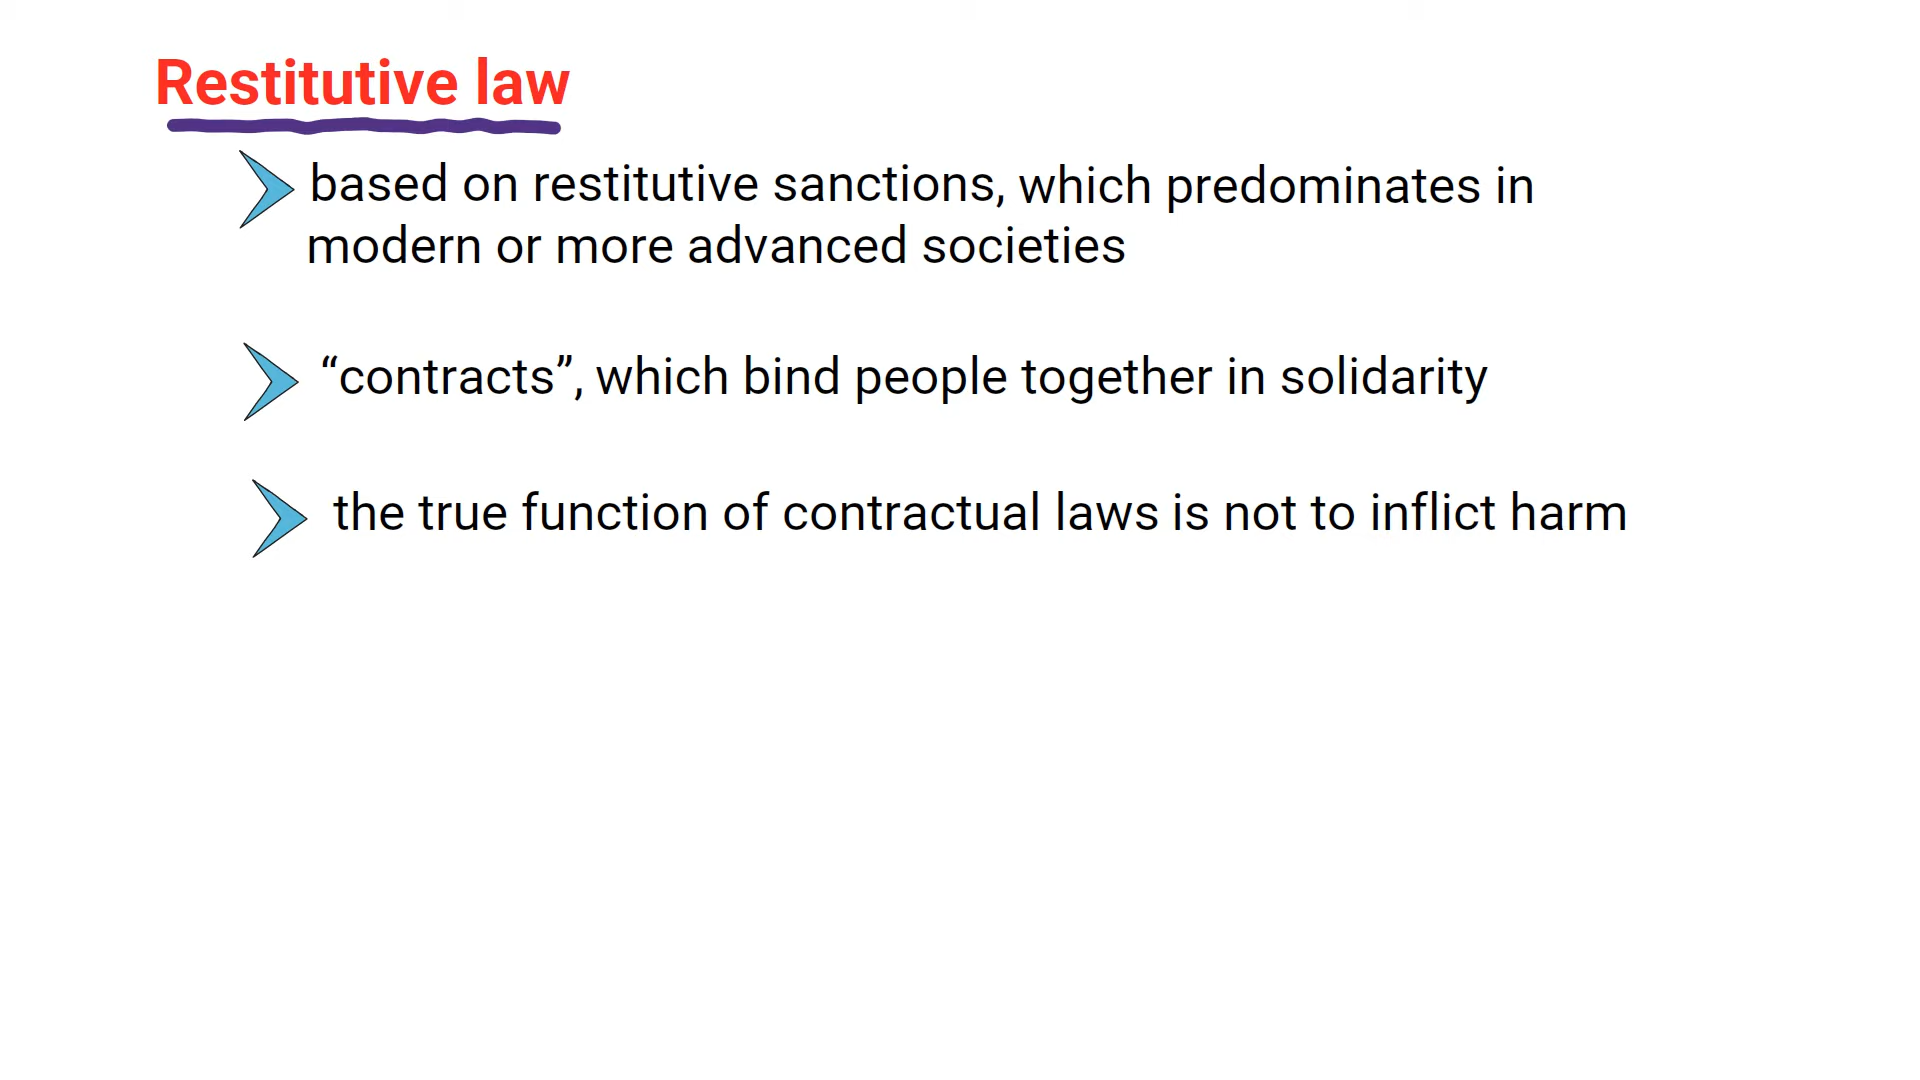 Restitutive law
based on restitutive sanctions, which predominates in
modern or more advanced societies
“contracts”, which bind people together in solidarity
the true function of contractual laws is not to inflict harm